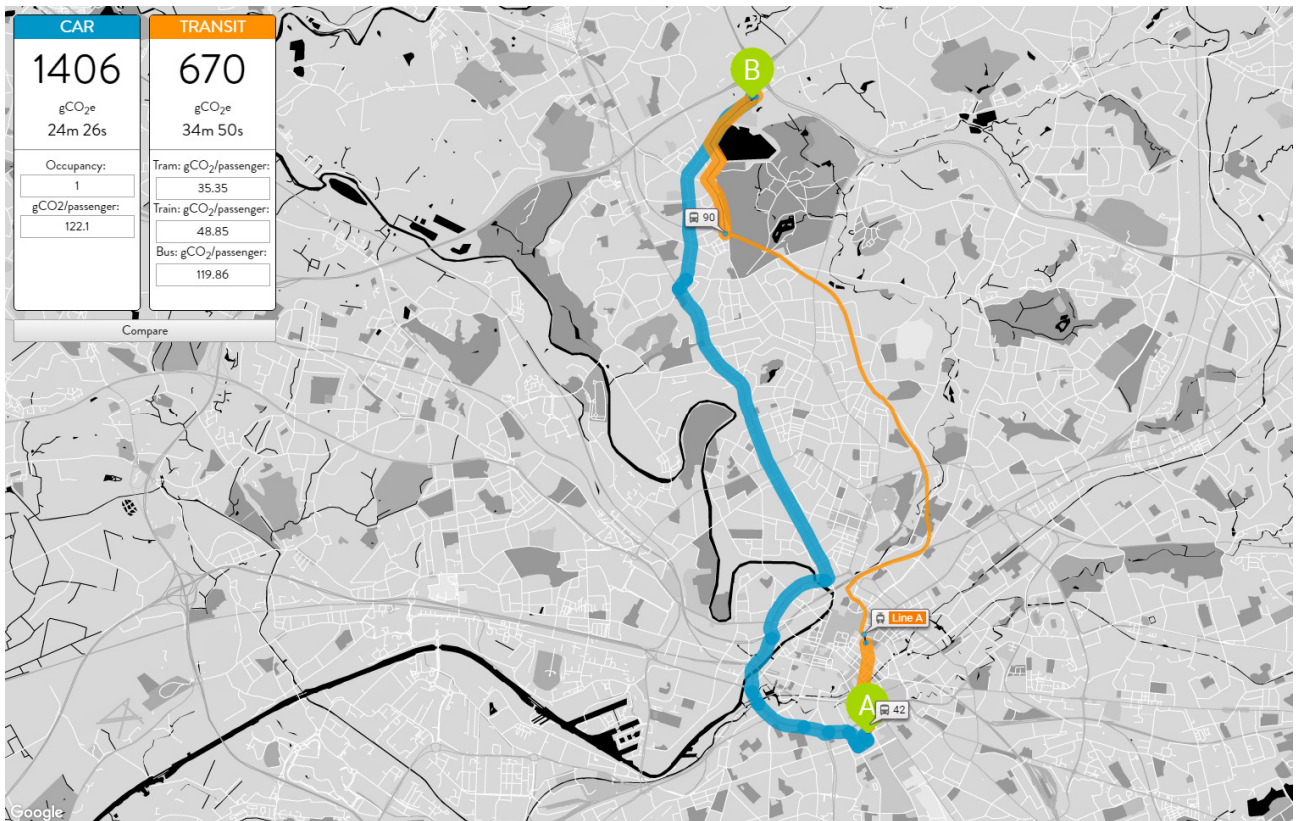 CAR
1406
gCO₂e
24m 26s
Occupancy:
1
gCO2/passenger:
122.1
TRANSIT
670
gCO₂e
34m 50s
Tram: gCO₂/passenger:
35.35
Train: gCO₂/passenger:
48.85
Bus: gCO₂/passenger:
119.86
Compare
B
90
Line A
A
42
Google